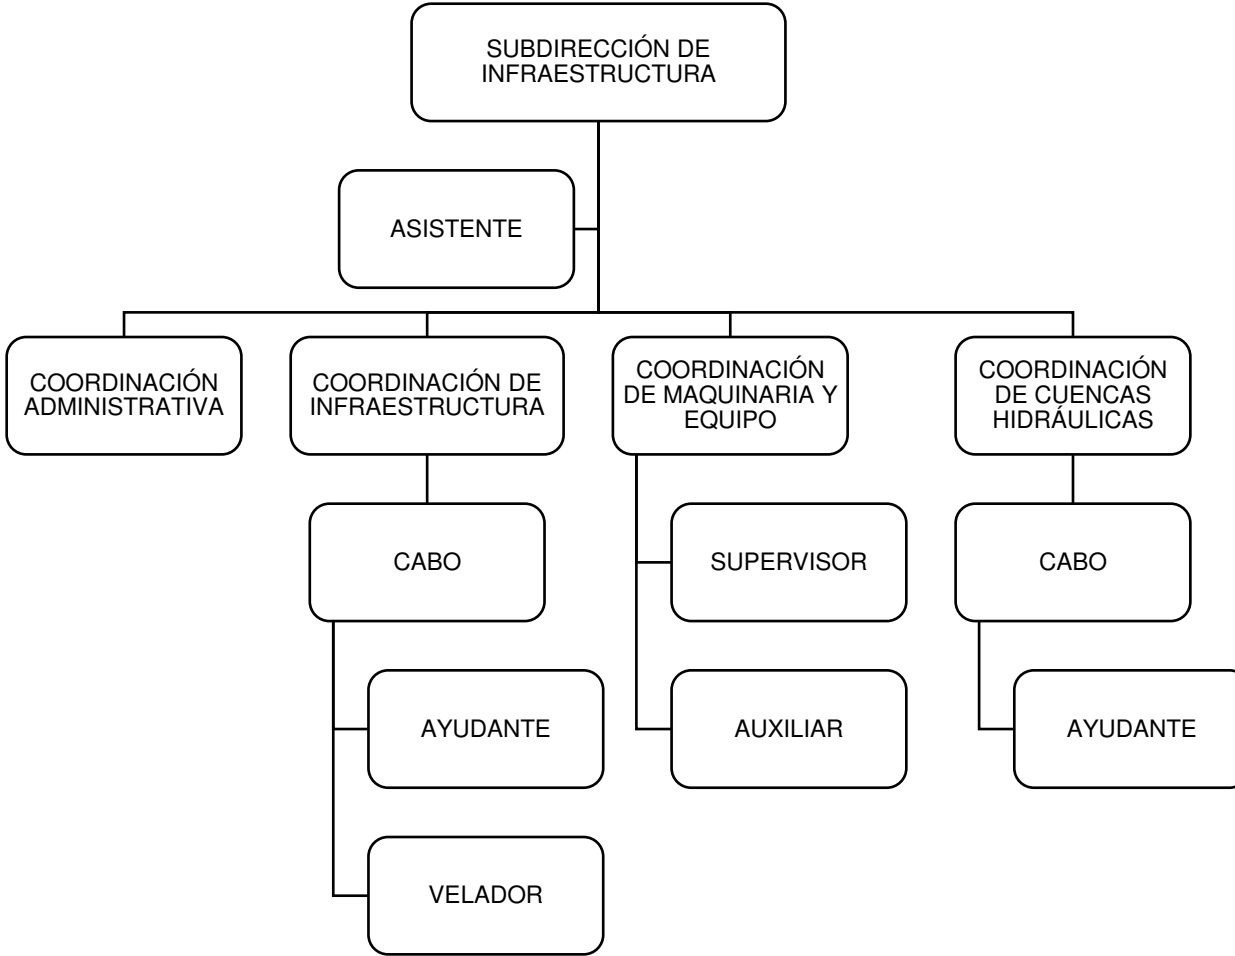 SUBDIRECCIÓN DE
INFRAESTRUCTURA
ASISTENTE
COORDINACIÓN
ADMINISTRATIVA
COORDINACIÓN DE
INFRAESTRUCTURA
COORDINACIÓN
DE MAQUINARIA Y
EQUIPO
COORDINACIÓN
DE CUENCAS
HIDRÁULICAS
CABO
SUPERVISOR
CABO
AYUDANTE
AUXILIAR
AYUDANTE
VELADOR